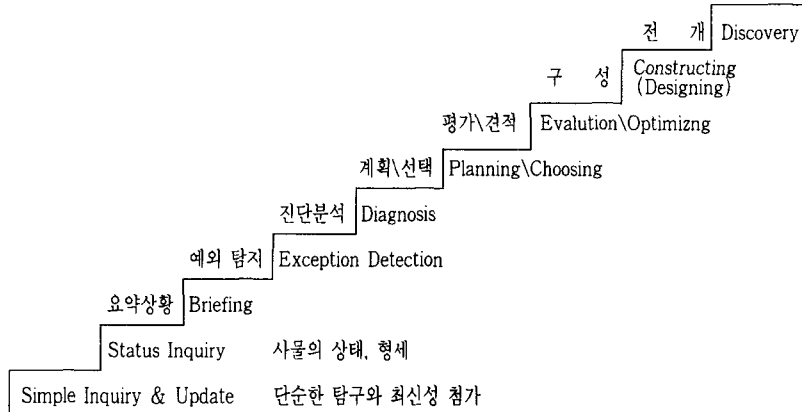 전 개 Discovery
구 성 Constructing
(Designing)
평가\견적 Evalution\Optimizng
계획\선택 Planning\Choosing
진단분석 Diagnosis
예외 탐지 Exception Detection
요약상황 Briefing
Status Inquiry 사물의 상태, 형세
Simple Inquiry & Update 단순한 탐구와 최신성 첨가